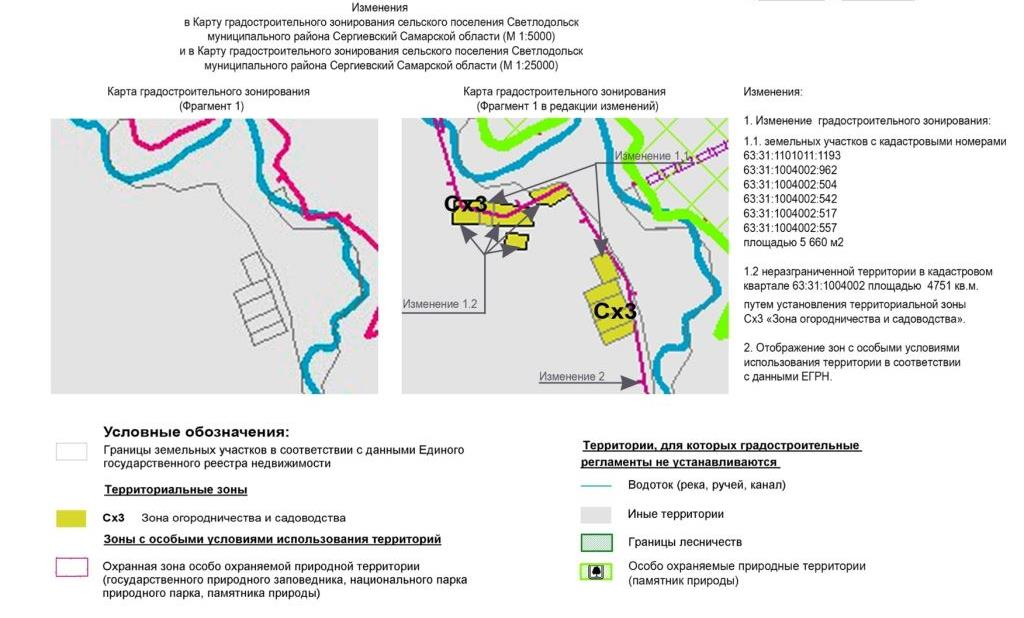 Изменения
в Карту градостроительного зонирования сельского поселения Светлодольск
муниципального района Сергиевский Самарской области (М 1:5000)
и в Карту градостроительного зонирования сельского поселения Светлодольск
муниципального района Сергиевский Самарской области (М 1:25000)
Карта градостроительного зонирования
(Фрагмент 1)
Карта градостроительного зонирования
(Фрагмент 1 в редакции изменений)
Изменение 1.1
Сх3
Изменение 1.2
Сх3
Изменение 2
Изменения:
1. Изменение градостроительного зонирования:
1.1. земельных участков с кадастровыми номерами
63:31:1101011:1193
63:31:1004002:962
63:31:1004002:504
63:31:1004002:542
63:31:1004002:517
63:31:1004002:557
площадью 5 660 м2
1.2 неразграниченной территории в кадастровом
квартале 63:31:1004002 площадью 4751 кв.м.
путем установления территориальной зоны
Сх3 «Зона огородничества и садоводства».
2. Отображение зон с особыми условиями
использования территории в соответствии
с данными ЕГРН.
Условные обозначения:
Границы земельных участков в соответствии с данными Единого
государственного реестра недвижимости
Территориальные зоны
Сх3 Зона огородничества и садоводства
Зоны с особыми условиями использования территорий
Охранная зона особо охраняемой природной территории
(государственного природного заповедника, национального парка
природного парка, памятника природы)
Территории, для которых градостроительные
регламенты не устанавливаются
Водоток (река, ручей, канал)
Иные территории
Границы лесничеств
Особо охраняемые природные территории
(памятник природы)